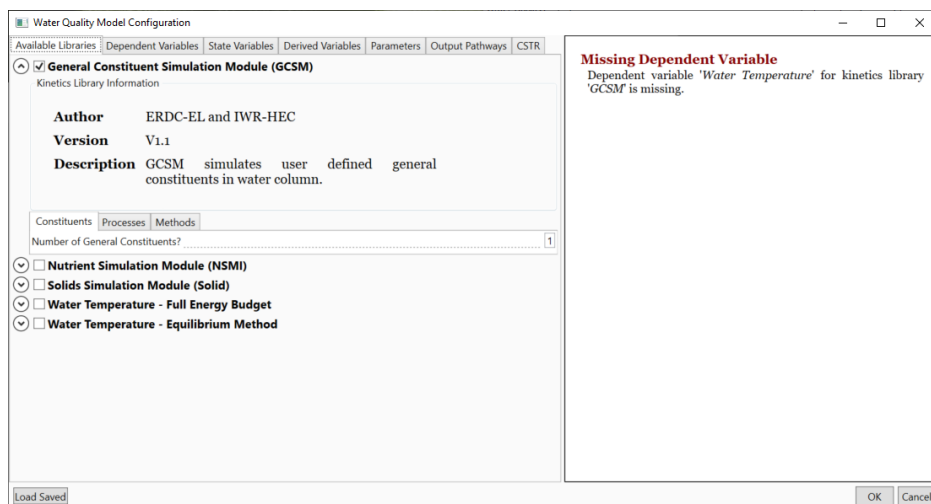 Water Quality Model Configuration
Available Libraries Dependent Variables State Variables Derived Variables Parameters Output Pathways CSTR
General Constituent Simulation Module (GCSM)
Kinetics Library Information
Author ERDC-EL and IWR-HEC
Version V1.1
Description GCSM simulates user defined general
constituents in water column.
Constituents Processes Methods
Number of General Constituents? 1
Nutrient Simulation Module (NSMI)
Solids Simulation Module (Solid)
Water Temperature - Full Energy Budget
Water Temperature - Equilibrium Method
Missing Dependent Variable
Dependent variable 'Water Temperature' for kinetics library
'GCSM' is missing.
Load Saved
OK Cancel